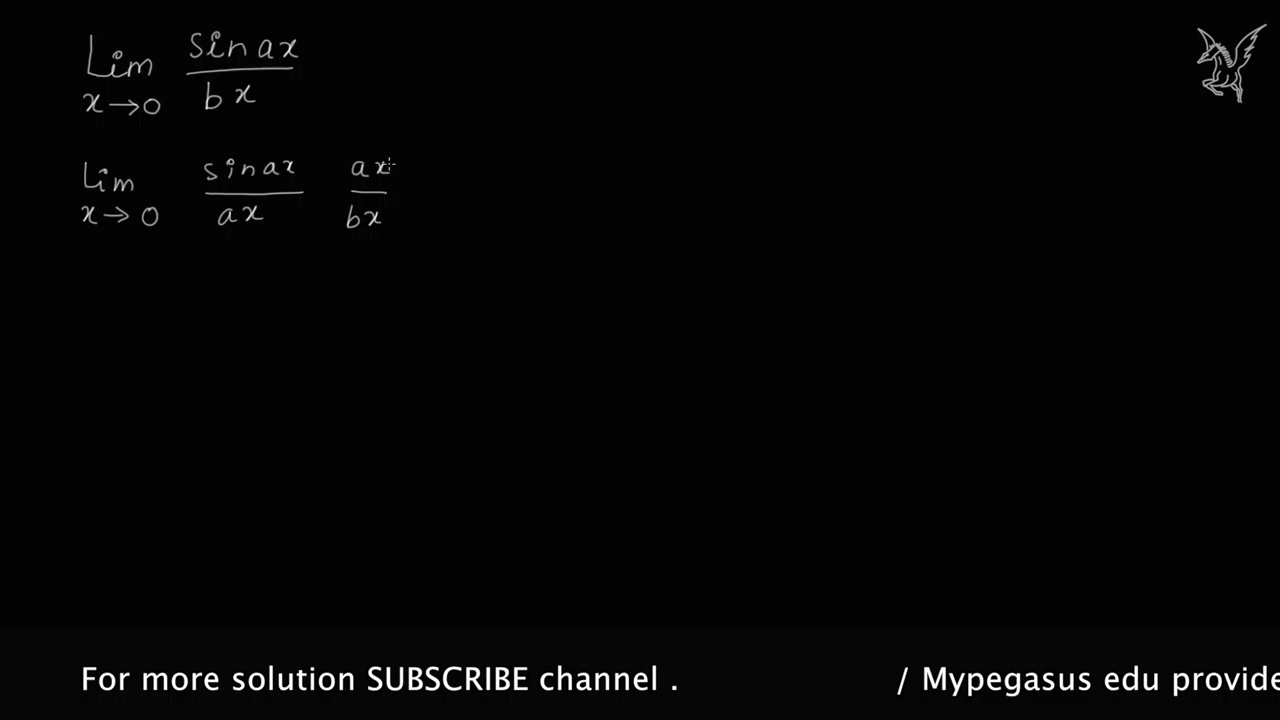 Lim sin ax
x→0 bx
Lim sin ax ax
x→0 ax bx
For more solution SUBSCRIBE channel . / Mypegasus edu provide